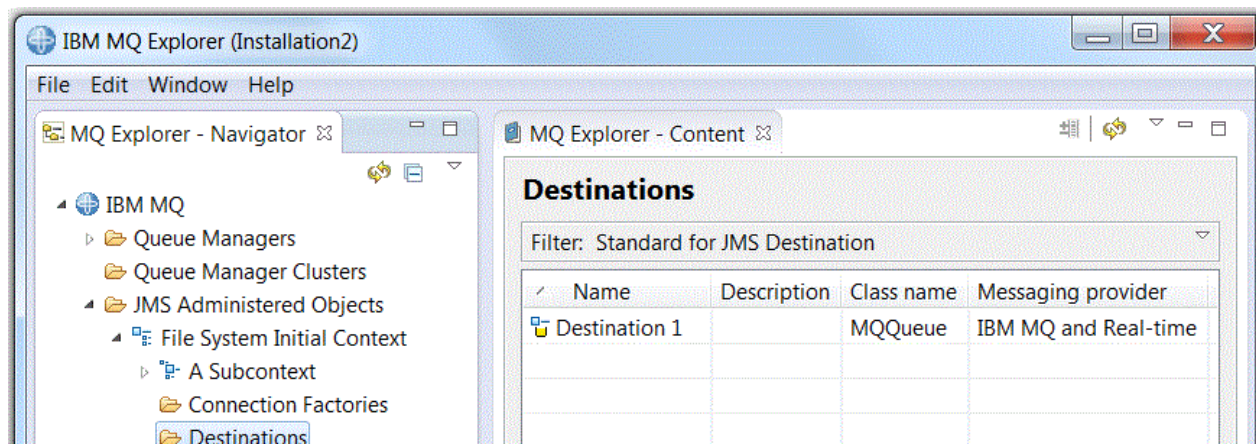 IBM MQ Explorer (Installation2)
File Edit Window Help
MQ Explorer - Navigator
IBM MQ
Queue Managers
Queue Manager Clusters
JMS Administered Objects
File System Initial Context
A Subcontext
Connection Factories
Destinations
MQ Explorer - Content
Destinations
Filter: Standard for JMS Destination
Name Description Class name Messaging provider
Destination 1 MQQueue IBM MQ and Real-time